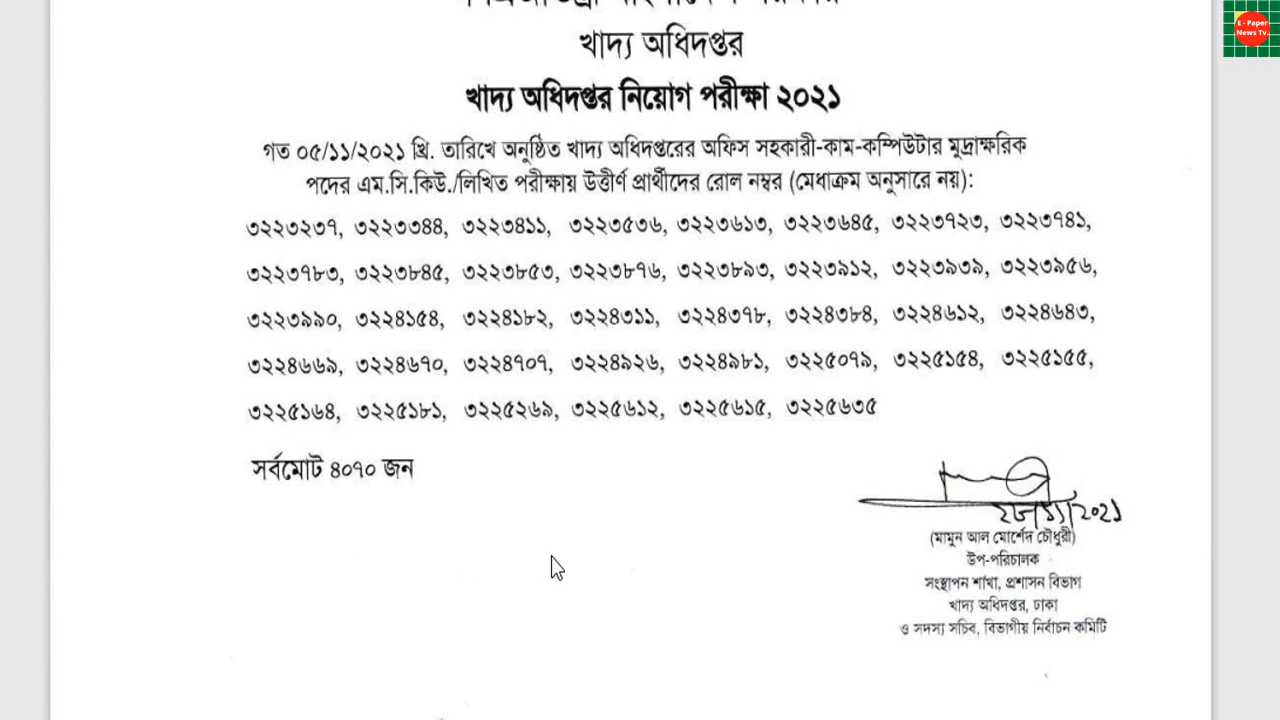 E - Paper
News Tv.
খাদ্য অধিদপ্তর
খাদ্য অধিদপ্তর নিয়োগ পরীক্ষা ২০২১
গত ০৫/১১/২০২১ খ্রি. তারিখে অনুষ্ঠিত খাদ্য অধিদপ্তরের অফিস সহকারী-কাম-কম্পিউটার মুদ্রাক্ষরিক
পদের এম.সি.কিউ./লিখিত পরীক্ষায় উত্তীর্ণ প্রার্থীদের রোল নম্বর (মেধাক্রম অনুসারে নয়):
৩২২৩২৩৭, ৩২২৩৩৪৪, ৩২২৩৪১১, ৩২২৩৫৩৬, ৩২২৩৬১৩, ৩২২৩৬৪৫, ৩২২৩৭২৩, ৩২২৩৭৪১,
৩২২৩৭৮৩, ৩২২৩৮৪৫, ৩২২৩৮৫৩, ৩২২৩৮৭৬, ৩২২৩৮৯৩, ৩২২৩৯১২, ৩২২৩৯৩৯, ৩২২৩৯৫৬,
৩২২৩৯৯০, ৩২২৪১৫৪, ৩২২৪১৮২, ৩২২৪৩১১, ৩২২৪৩৭৮, ৩২২৪৩৮৪, ৩২২৪৬১২, ৩২২৪৬৪৩,
৩২২৪৬৬৯, ৩২২৪৬৭০, ৩২২৪৭০৭, ৩২২৪৯২৬, ৩২২৪৯৮১, ৩২২৫০৭৯, ৩২২৫১৫৪, ৩২২৫১৫৫,
৩২২৫১৬৪, ৩২২৫১৮১, ৩২২৫২৬৯, ৩২২৫৬১২, ৩২২৫৬১৫, ৩২২৫৬৩৫
সর্বমোট ৪০৭০ জন
(মামুন আল মোর্শেদ চৌধুরী)
উপ-পরিচালক
সংস্থাপন শাখা, প্রশাসন বিভাগ
খাদ্য অধিদপ্তর, ঢাকা
ও সদস্য সচিব, বিভাগীয় নির্বাচন কমিটি